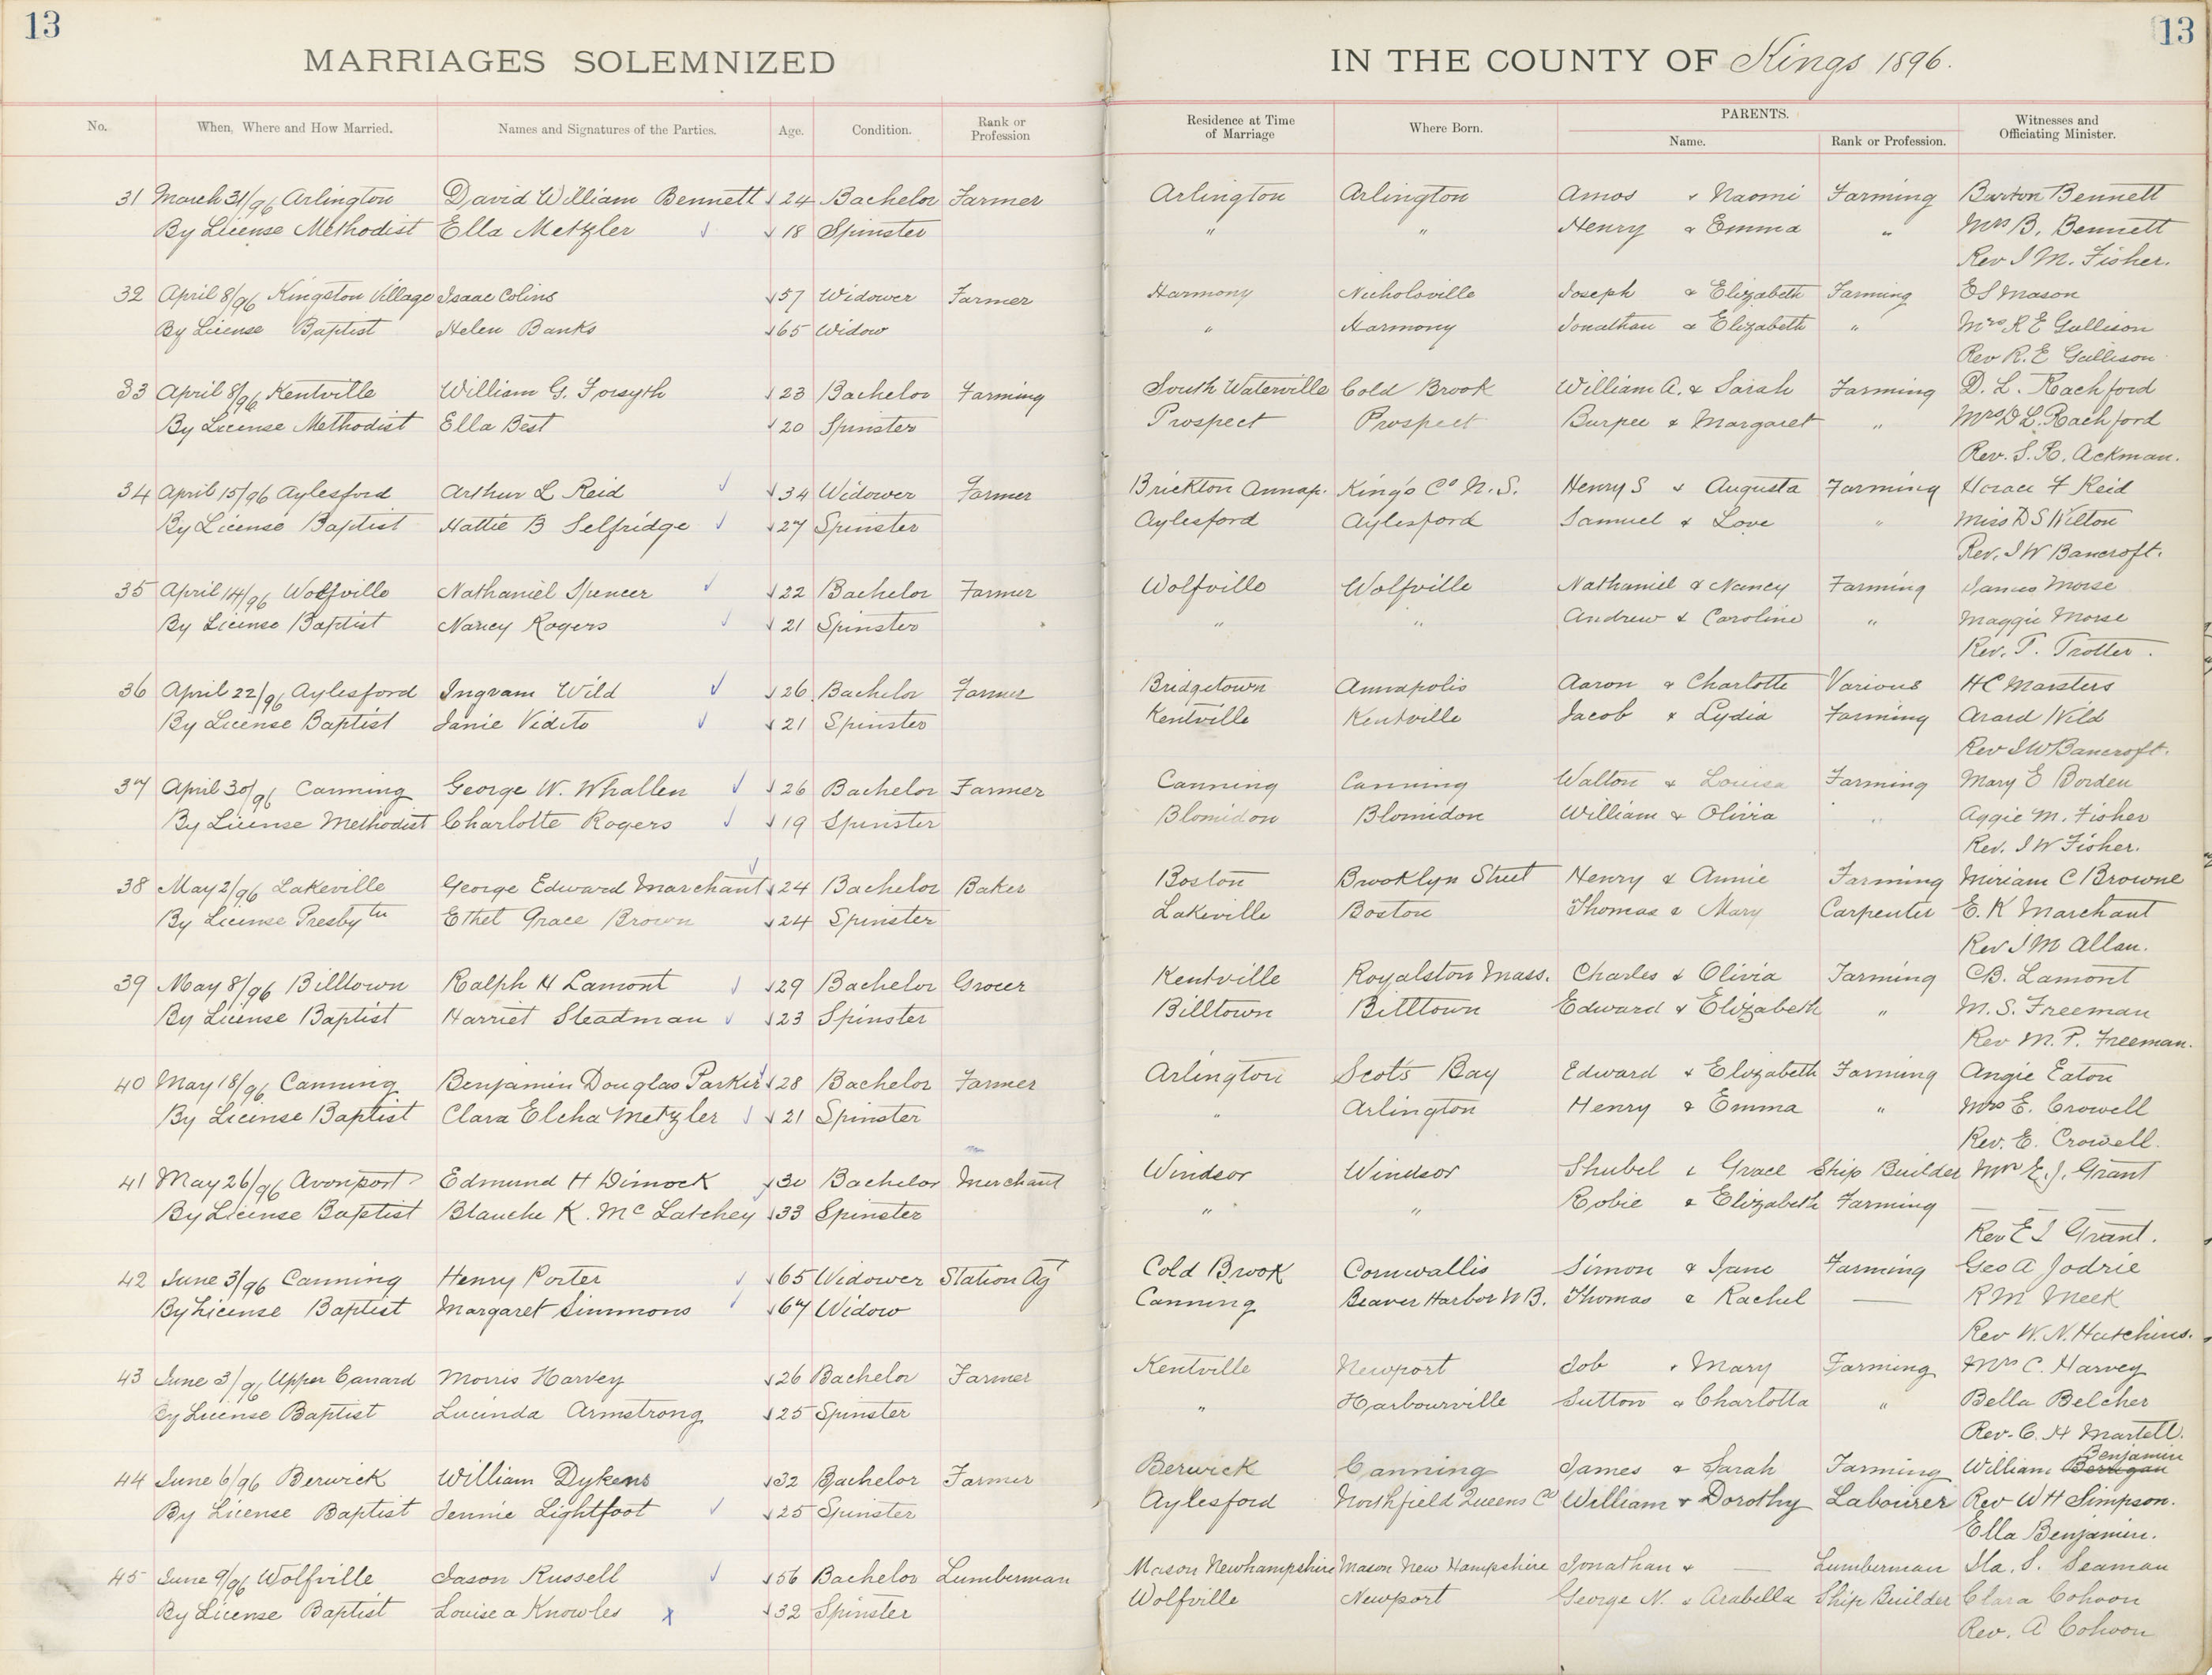 13
MARRIAGES SOLEMNIZED
No. When, Where and How Married. Names and Signatures of the Parties. Age. Condition. Rank or Profession
31 March 31/96 Arlington David William Bennett 24 Bachelor Farmer
By License Methodist Ella Metzler 18 Spinster
32 April 8/96 Kingston Village Isaac Colins 57 Widower Farmer
By License Baptist Helen Banks 65 Widow
33 April 8/96 Kentville William G. Forsyth 23 Bachelor Farming
By License Methodist Ella Best 20 Spinster
34 April 15/96 Aylesford Arthur L Reid 34 Widower Farmer
By License Baptist Hattie B Selfridge 27 Spinster
35 April 14/96 Wolfville Nathaniel Spencer 22 Bachelor Farmer
By License Baptist Nancy Rogers 21 Spinster
36 April 22/96 Aylesford Ingram Wild 26 Bachelor Farmer
By License Baptist Janie Vidito 21 Spinster
37 April 30/96 Canning George W. Whallen 26 Bachelor Farmer
By License Methodist Charlotte Rogers 19 Spinster
38 May 2/96 Lakeville George Edward Marchant 24 Bachelor Baker
By License Presbyter Ethel Grace Brown 24 Spinster
39 May 8/96 Billtown Ralph H Lamont 29 Bachelor Grocer
By License Baptist Harriet Steadman 23 Spinster
40 May 18/96 Canning Benjamin Douglas Parker 28 Bachelor Farmer
By License Baptist Clara Elcha Metzler 21 Spinster
41 May 26/96 Avonport Edmund H Dimock 30 Bachelor Merchant
By License Baptist Blanche K. Mc Latchey 33 Spinster
42 June 3/96 Canning Henry Porter 65 Widower Station Agt
By License Baptist Margaret Simmons 67 Widow
43 June 3/96 Upper Canard Morris Harvey 26 Bachelor Farmer
By License Baptist Lucinda Armstrong 25 Spinster
44 June 6/96 Berwick William Dykens 32 Bachelor Farmer
By License Baptist Jennie Lightfoot 25 Spinster
45 June 9/96 Wolfville Jason Russell 56 Bachelor Lumberman
By License Baptist Louisea Knowles 32 Spinster
13
IN THE COUNTY OF Kings 1896.
Residence at Time of Marriage Where Born. PARENTS. Name. Rank or Profession. Witnesses and Officiating Minister.
Arlington Arlington Amos & Naomi Farming Burton Bennett
" " Henry & Emma " Mrs B. Bennett
Rev J M. Fisher.
Harmony Nicholsville Joseph & Elizabeth Farming E S Mason
" Harmony Jonathan & Elizabeth " Mrs R E Gullison
Rev R. E Gullison
South Waterville Cold Brook William A. & Sarah Farming D. L. Rachford
Prospect Prospect Burpee & Margaret " Mrs D L. Rachford
Rev. S. R. Ackman.
Brickton Annap. King's Co N.S. Henry S & Augusta Farming Horace F Reid
Aylesford Aylesford Samuel & Love " Miss D S Wilton
Rev. J W Bancroft.
Wolfville Wolfville Nathaniel & Nancy Farming James Morse
" " Andrew & Caroline " Maggie Morse
Rev. T. Trotter.
Bridgetown Annapolis Aaron & Charlotte Various H C Marsters
Kentville Kentville Jacob & Lydia Farming Arard Wild
Rev J W Bancroft.
Canning Canning Walton & Louisa Farming Mary E Borden
Blomidon Blomidon William & Olivia " Aggie M. Fisher
Rev. J W Fisher.
Boston Brooklyn Street Henry & Annie Farming Miriam C Browne
Lakeville Boston Thomas & Mary Carpenter E. K Marchant
Rev J M Allan.
Kentville Royalston Mass. Charles & Olivia Farming C B. Lamont
Billtown Billtown Edward & Elizabeth " M. S. Freeman
Rev M. P. Freeman.
Arlington Scots Bay Edward & Elizabeth Farming Angie Eaton
" Arlington Henry & Emma " Mrs E. Crowell
Rev. E. Crowell.
Windsor Windsor Shubel & Grace Ship Builder Mrs E. J. Grant
" " Robie & Elizabeth Farming — —
Rev E J Grant.
Cold Brook Cornwallis Simon & Jane Farming Geo A Jodrie
Canning Beaver Harbor N B. Thomas & Rachel — R M Meek
Rev W. N. Hutchins.
Kentville Newport Job & Mary Farming Mrs C. Harvey
" Harbourville Sutton & Charlotta " Bella Belcher
Rev. C. H Martell.
Benjamin
Berwick Canning James & Sarah Farming William
Aylesford Northfield Queens Co William & Dorothy Labourer Rev W H Simpson.
Ella Benjamin.
Mason Newhampshire Mason New Hampshire Jonathan & — Lumberman Ila. S. Seaman
Wolfville Newport George N. & Arabella Ship Builder Clara Cohoon
Rev. A Cohoon